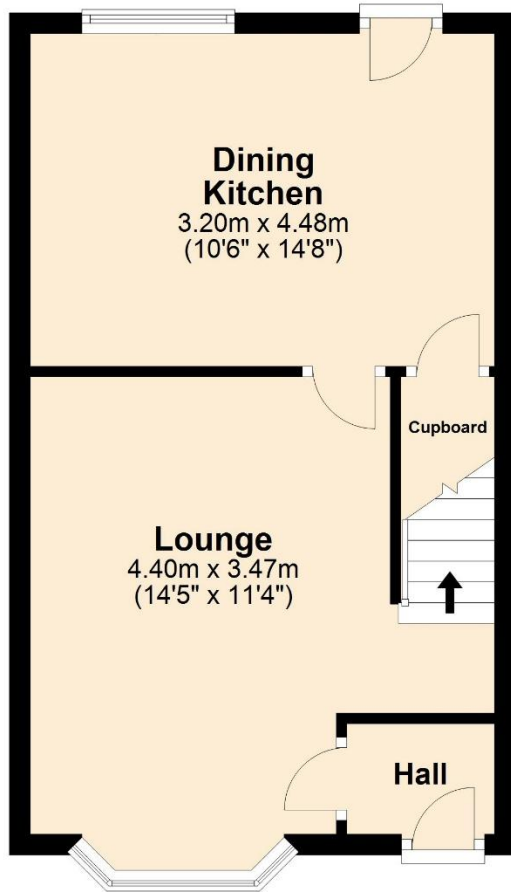 Dining
Kitchen
3.20m x 4.48m
(10'6" x 14'8")
Cupboard
Lounge
4.40m x 3.47m
(14'5" x 11'4")
Hall